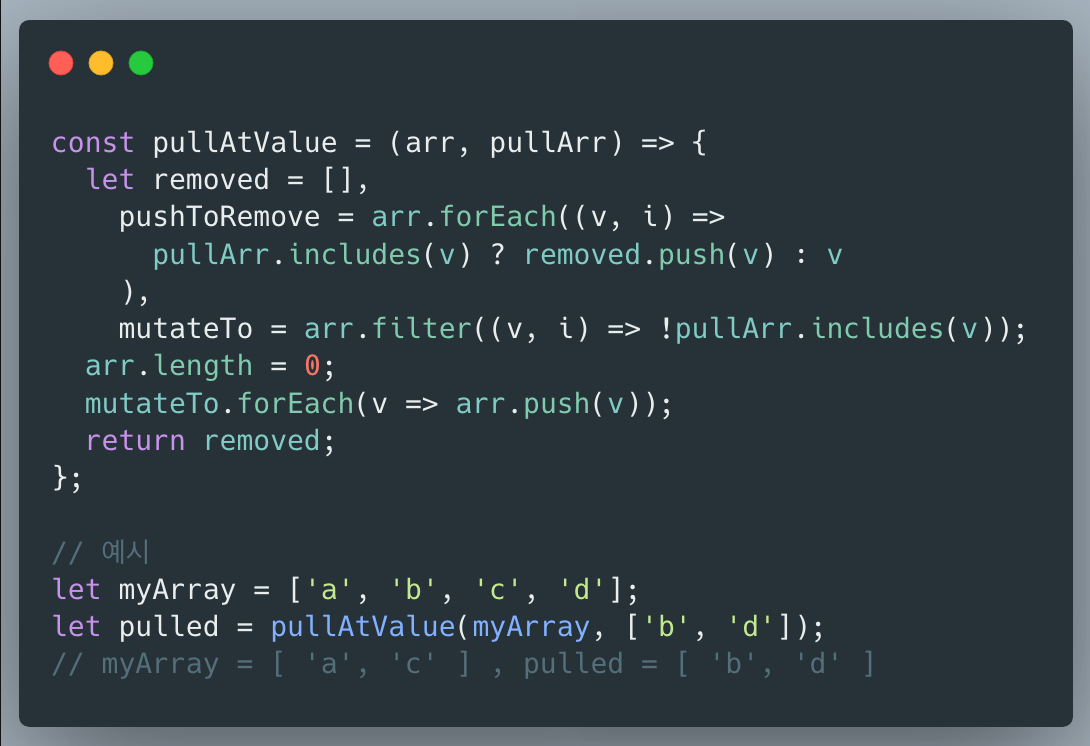 const pullAtValue = (arr, pullArr) => {
  let removed = [],
    pushToRemove = arr.forEach((v, i) =>
      pullArr.includes(v) ? removed.push(v) : v
    ),
    mutateTo = arr.filter((v, i) => !pullArr.includes(v));
  arr.length = 0;
  mutateTo.forEach(v => arr.push(v));
  return removed;
};

// 예시
let myArray = ['a', 'b', 'c', 'd'];
let pulled = pullAtValue(myArray, ['b', 'd']);
// myArray = [ 'a', 'c' ] , pulled = [ 'b', 'd' ]